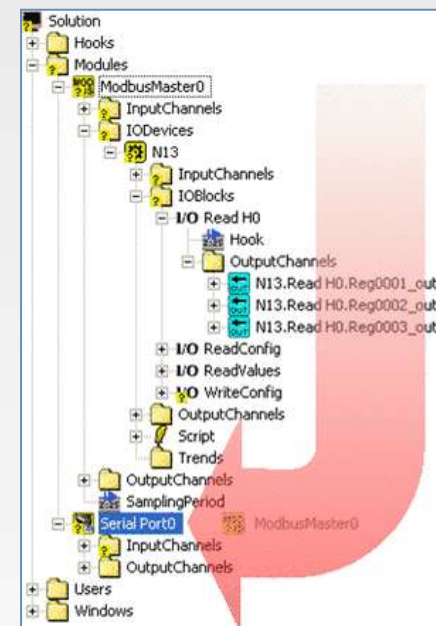 Solution
Hooks
Modules
ModbusMaster0
InputChannels
IODevices
N13
InputChannels
IOBlocks
I/O Read H0
Hook
OutputChannels
N13.Read H0.Reg0001_out
N13.Read H0.Reg0002_out
N13.Read H0.Reg0003_out
I/O ReadConfig
I/O ReadValues
I/O WriteConfig
OutputChannels
Script
Trends
OutputChannels
SamplingPeriod
Serial Port0 ModbusMaster0
InputChannels
OutputChannels
Users
Windows